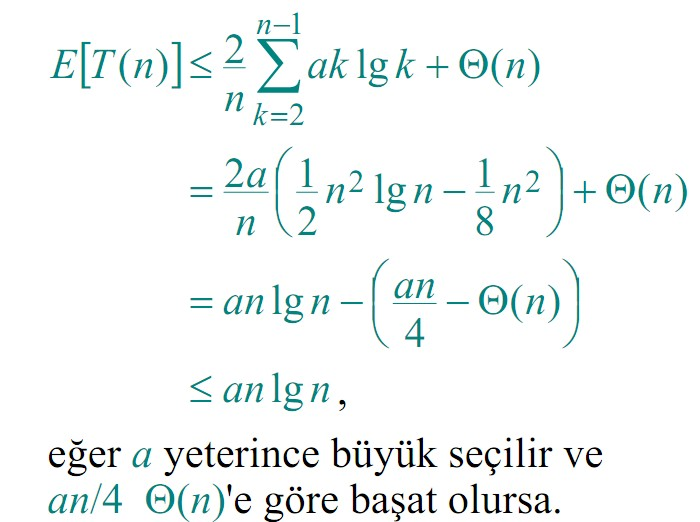 E[T(n)] ≤ 2/n ∑_{k=2}^{n–1} ak lg k + Θ(n)
= 2a/n (1/2 n² lg n – 1/8 n²) + Θ(n)
= an lg n – (an/4 – Θ(n))
≤ an lg n ,
eğer a yeterince büyük seçilir ve
an/4 Θ(n)'e göre başat olursa.